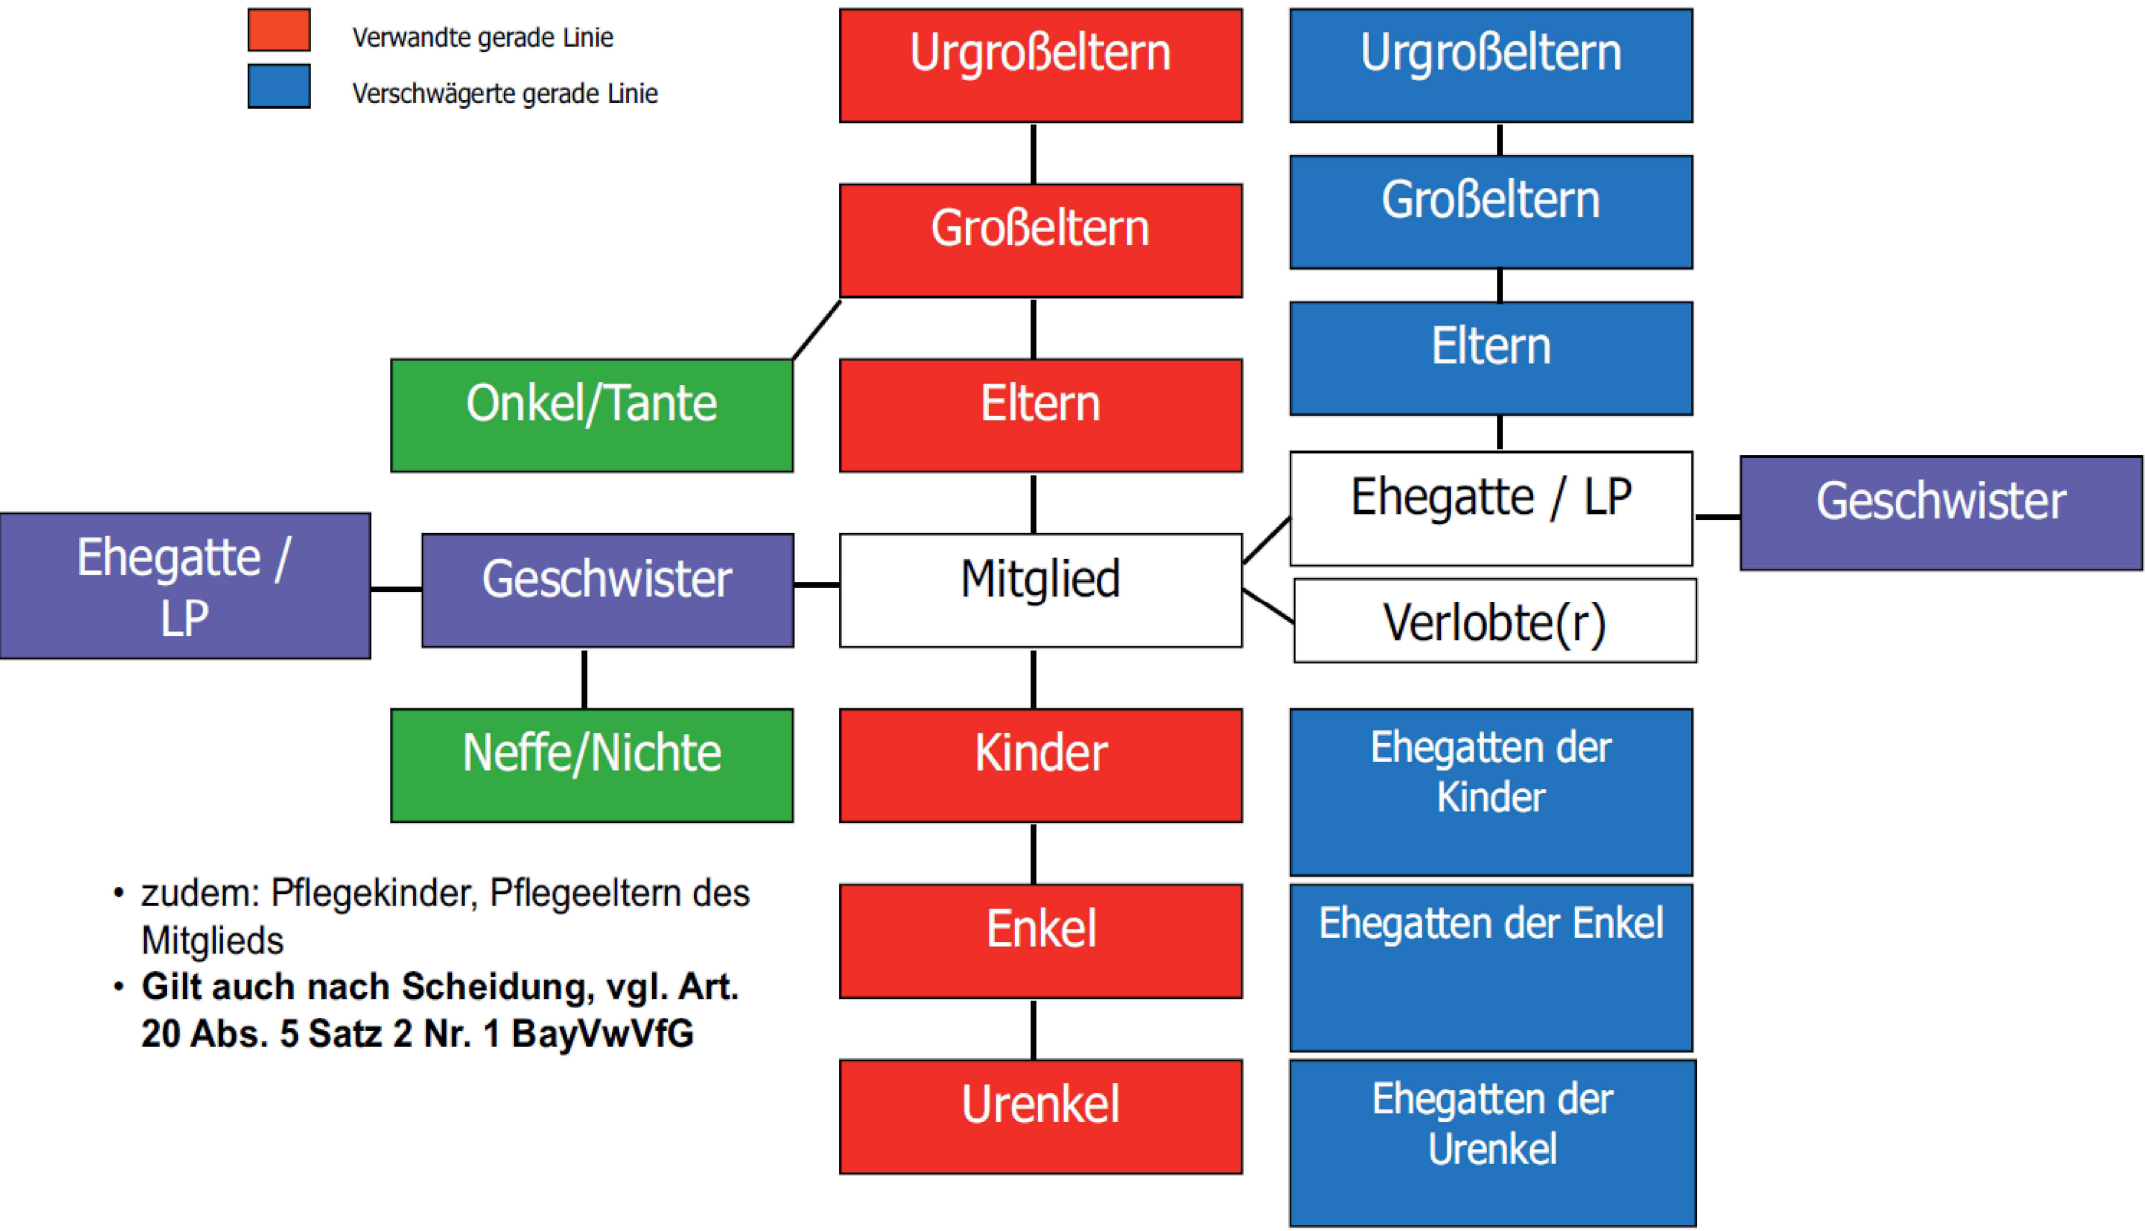 Verwandte gerade Linie
Verschwägerte gerade Linie
Urgroßeltern
Urgroßeltern
Großeltern
Großeltern
Eltern
Onkel/Tante
Eltern
Ehegatte / LP
Geschwister
Ehegatte /
LP
Geschwister
Mitglied
Verlobte(r)
Neffe/Nichte
Kinder
Ehegatten der
Kinder
• zudem: Pflegekinder, Pflegeeltern des
Mitglieds
• Gilt auch nach Scheidung, vgl. Art.
20 Abs. 5 Satz 2 Nr. 1 BayVwVfG
Enkel
Ehegatten der Enkel
Urenkel
Ehegatten der
Urenkel